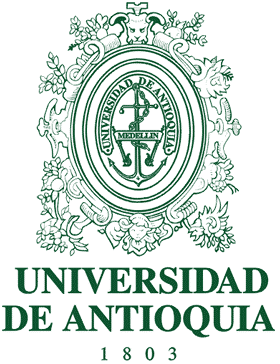 UNIVERSIDAD DE ANTIOQUIA
MEDELLIN
UNIVERSIDAD
DE ANTIOQUIA
1803